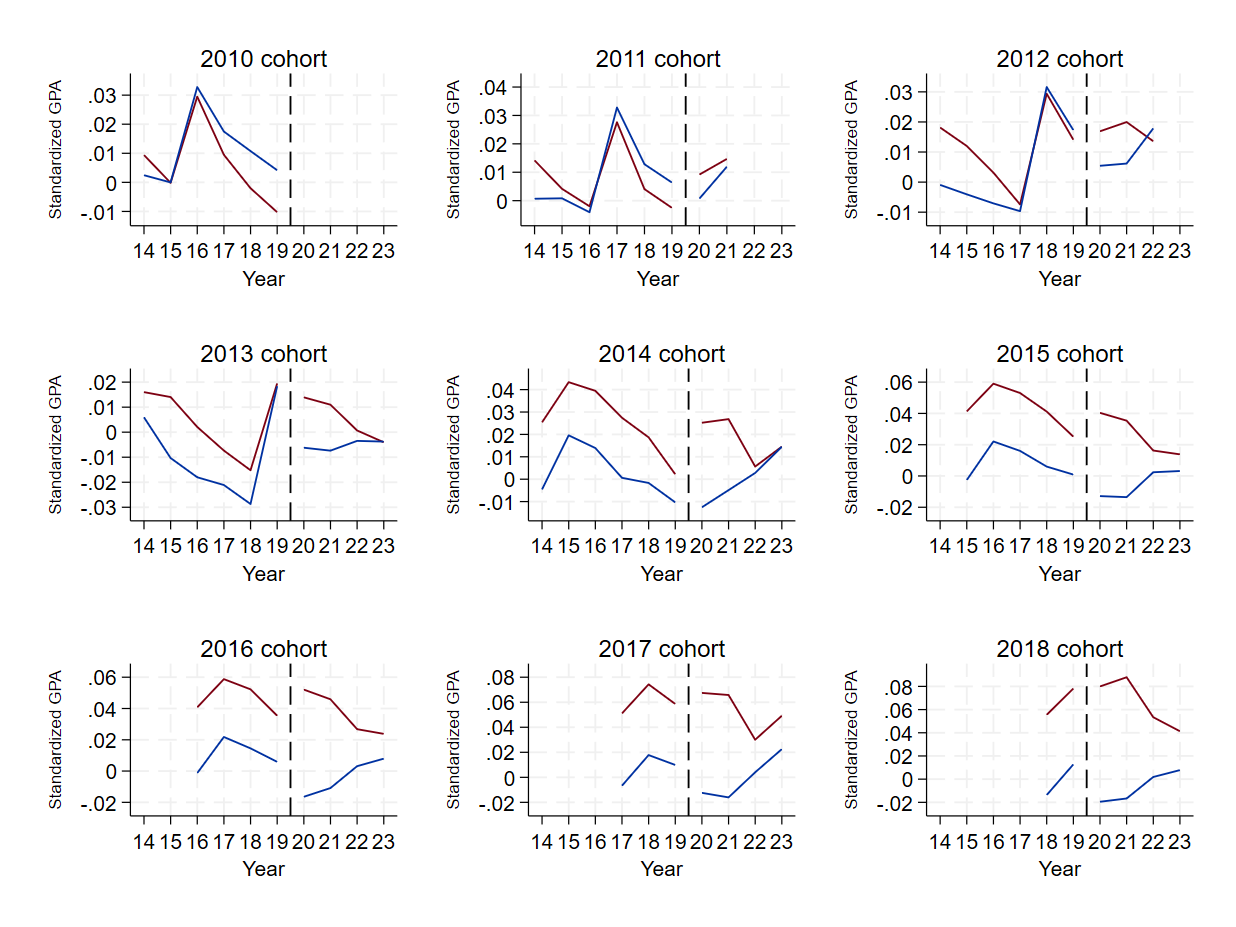 2010 cohort
Standardized GPA
.03
.02
.01
0
-.01
14 15 16 17 18 19 20 21 22 23
Year
2011 cohort
Standardized GPA
.04
.03
.02
.01
0
14 15 16 17 18 19 20 21 22 23
Year
2012 cohort
Standardized GPA
.03
.02
.01
0
-.01
14 15 16 17 18 19 20 21 22 23
Year
2013 cohort
Standardized GPA
.02
.01
0
-.01
-.02
-.03
14 15 16 17 18 19 20 21 22 23
Year
2014 cohort
Standardized GPA
.04
.03
.02
.01
0
-.01
14 15 16 17 18 19 20 21 22 23
Year
2015 cohort
Standardized GPA
.06
.04
.02
0
-.02
14 15 16 17 18 19 20 21 22 23
Year
2016 cohort
Standardized GPA
.06
.04
.02
0
-.02
14 15 16 17 18 19 20 21 22 23
Year
2017 cohort
Standardized GPA
.08
.06
.04
.02
0
-.02
14 15 16 17 18 19 20 21 22 23
Year
2018 cohort
Standardized GPA
.08
.06
.04
.02
0
-.02
14 15 16 17 18 19 20 21 22 23
Year